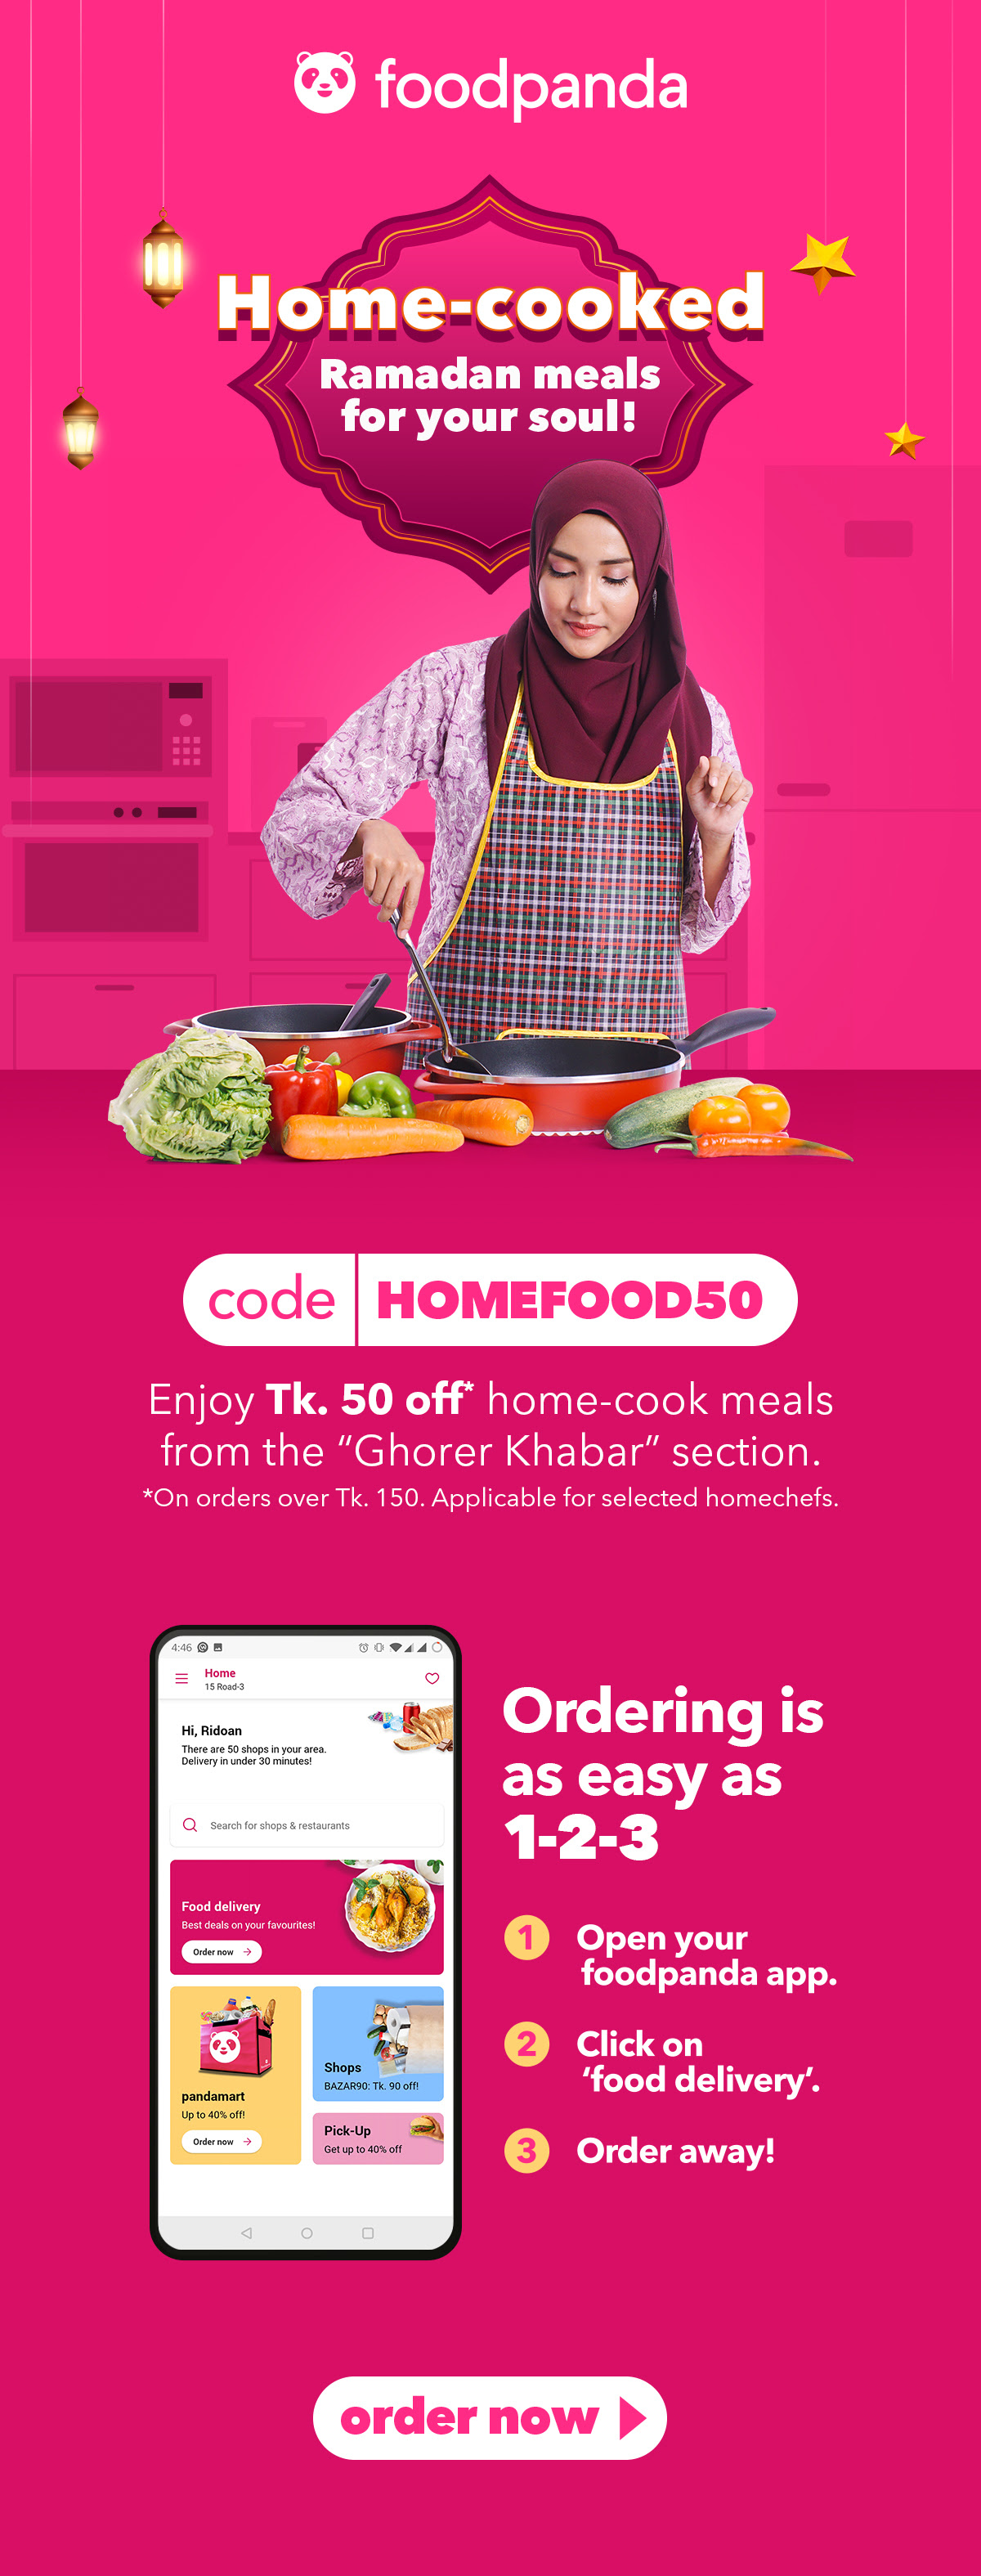 foodpanda
Home-cooked
Ramadan meals
for your soul!
code HOMEFOOD50
Enjoy Tk. 50 off* home-cook meals
from the “Ghorer Khabar” section.
*On orders over Tk. 150. Applicable for selected homechefs.
4:46
Home
15 Road-3
Hi, Ridoan
There are 50 shops in your area.
Delivery in under 30 minutes!
Search for shops & restaurants
Food delivery
Best deals on your favourites!
Order now
pandamart
Up to 40% off!
Order now
Shops
BAZAR90: Tk. 90 off!
Pick-Up
Get up to 40% off
Ordering is
as easy as
1-2-3
1 Open your
foodpanda app.
2 Click on
‘food delivery’.
3 Order away!
order now